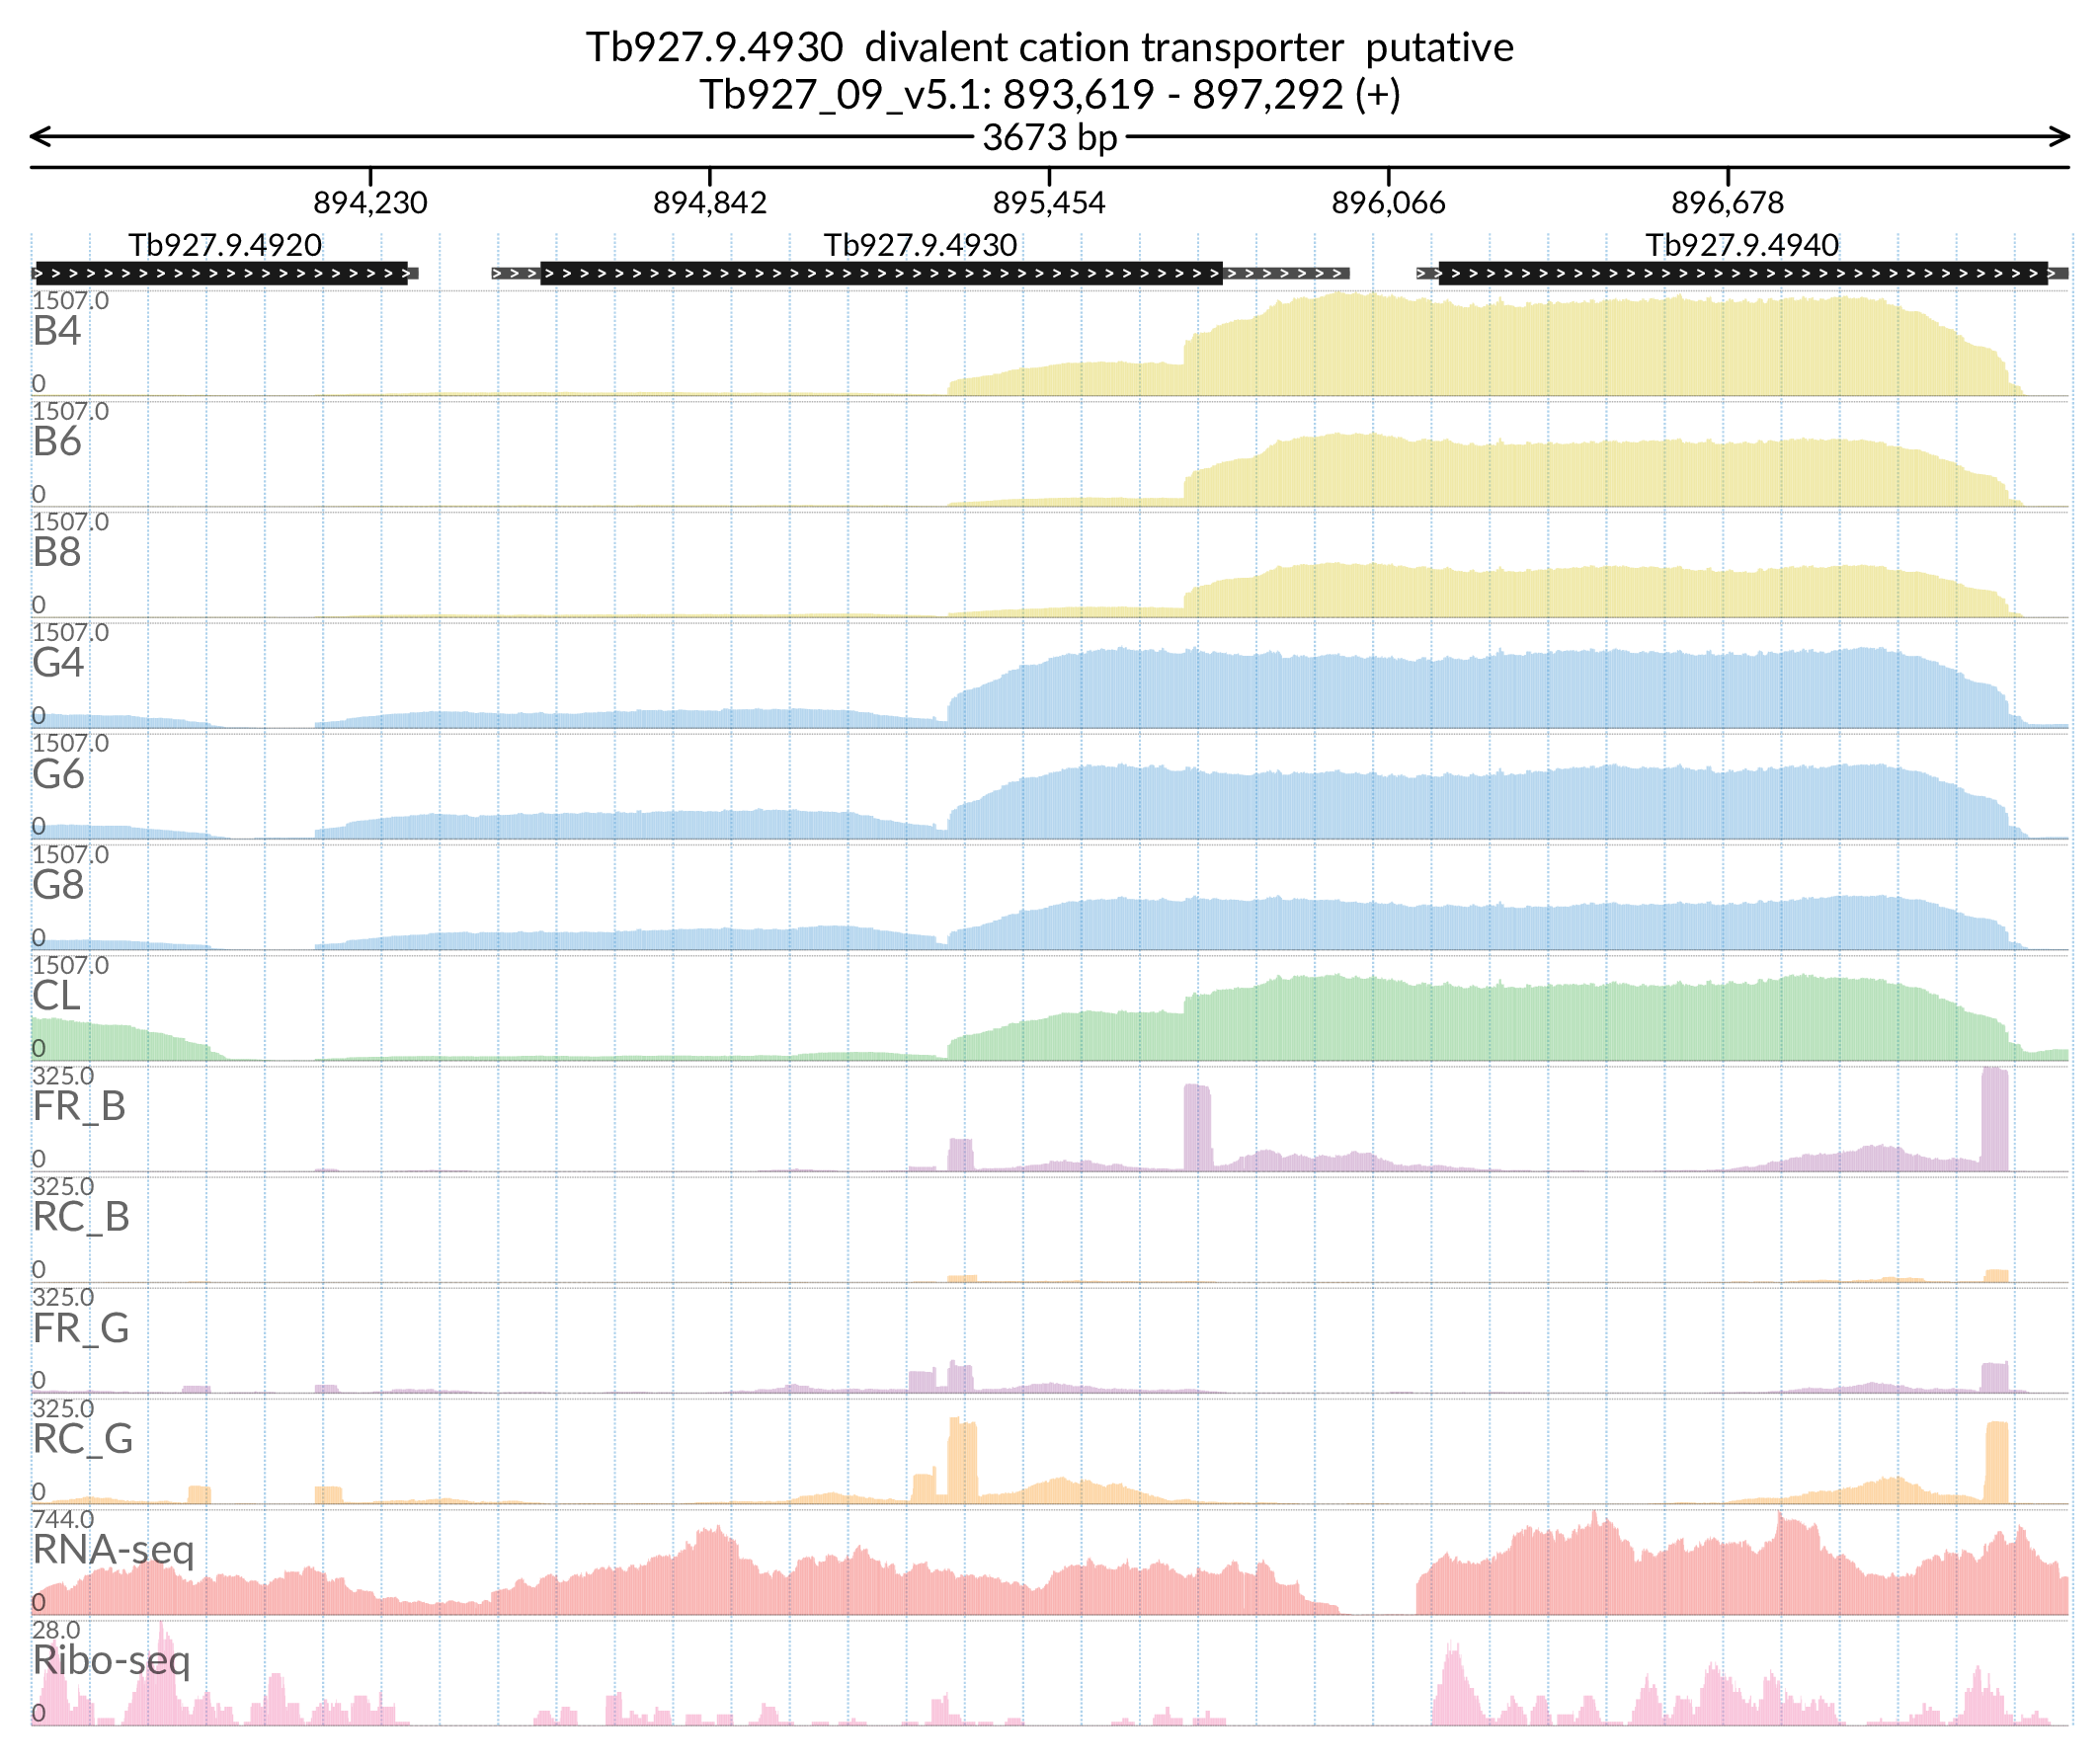 Tb927.9.4930  divalent cation transporter  putative
Tb927_09_v5.1: 893,619 - 897,292 (+)
3673 bp
894,230 894,842 895,454 896,066 896,678
Tb927.9.4920 Tb927.9.4930 Tb927.9.4940
1507.0
B4
0
1507.0
B6
0
1507.0
B8
0
1507.0
G4
0
1507.0
G6
0
1507.0
G8
0
1507.0
CL
0
325.0
FR_B
0
325.0
RC_B
0
325.0
FR_G
0
325.0
RC_G
0
744.0
RNA-seq
0
28.0
Ribo-seq
0